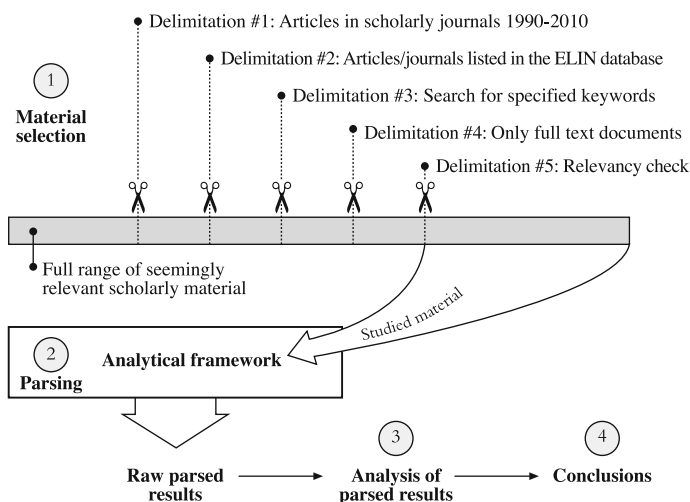 Delimitation #1: Articles in scholarly journals 1990-2010
Delimitation #2: Articles/journals listed in the ELIN database
1
Delimitation #3: Search for specified keywords
Material
selection
Delimitation #4: Only full text documents
Delimitation #5: Relevancy check
Full range of seemingly
relevant scholarly material
Studied material
2
Analytical framework
Parsing
3
4
Raw parsed
results
Analysis of
parsed results
Conclusions